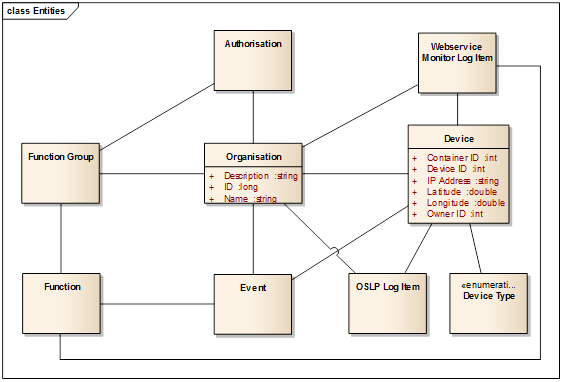 class Entities
Authorisation
Webservice
Monitor Log Item
Function Group
Organisation
+ Description :string
+ ID :long
+ Name :string
Device
+ Container ID :int
+ Device ID :int
+ IP Address :string
+ Latitude :double
+ Longitude :double
+ Owner ID :int
Function
Event
OSLP Log Item
«enumerati...
Device Type